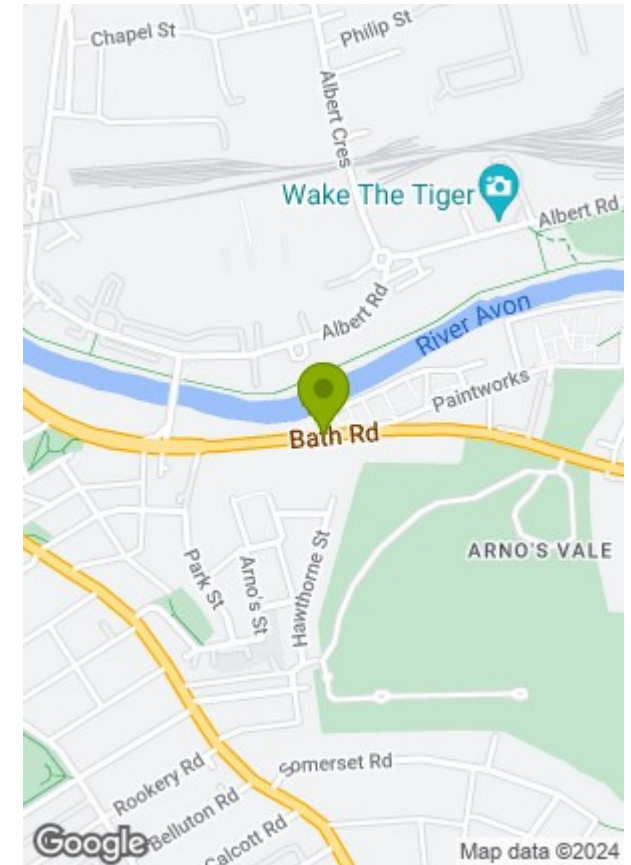 Chapel St
Philip St
Albert Cres
Wake The Tiger
Albert Rd
Albert Rd
River Avon
Paintworks
Bath Rd
ARNO'S VALE
Park St
Arno's St
Hawthorne St
Somerset Rd
Rookery Rd
Belluton Rd
Calcott Rd
Google
Map data ©2024